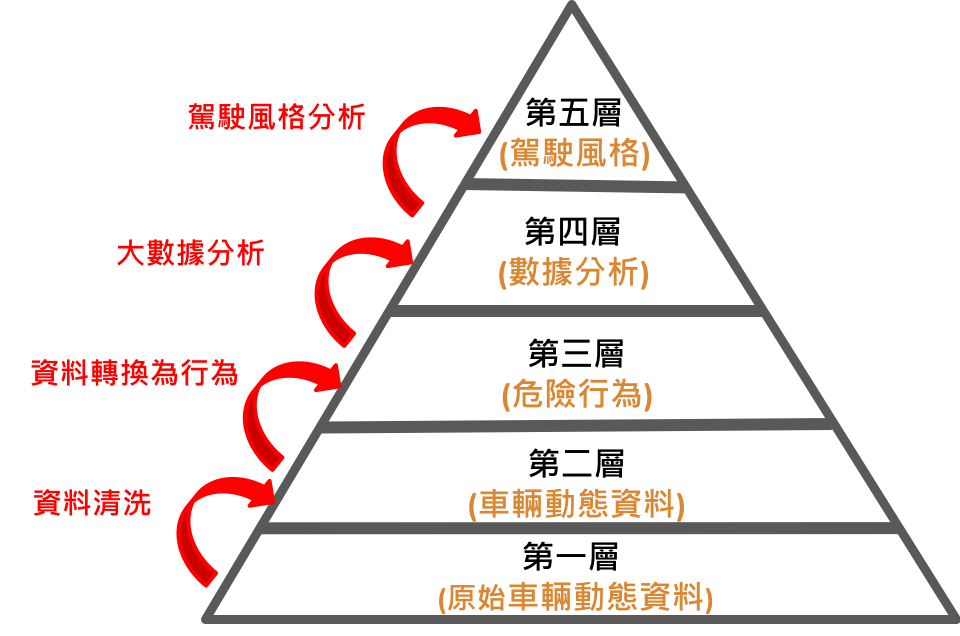 駕駛風格分析
第五層
(駕駛風格)
大數據分析
第四層
(數據分析)
資料轉換為行為
第三層
(危險行為)
資料清洗
第二層
(車輛動態資料)
第一層
(原始車輛動態資料)